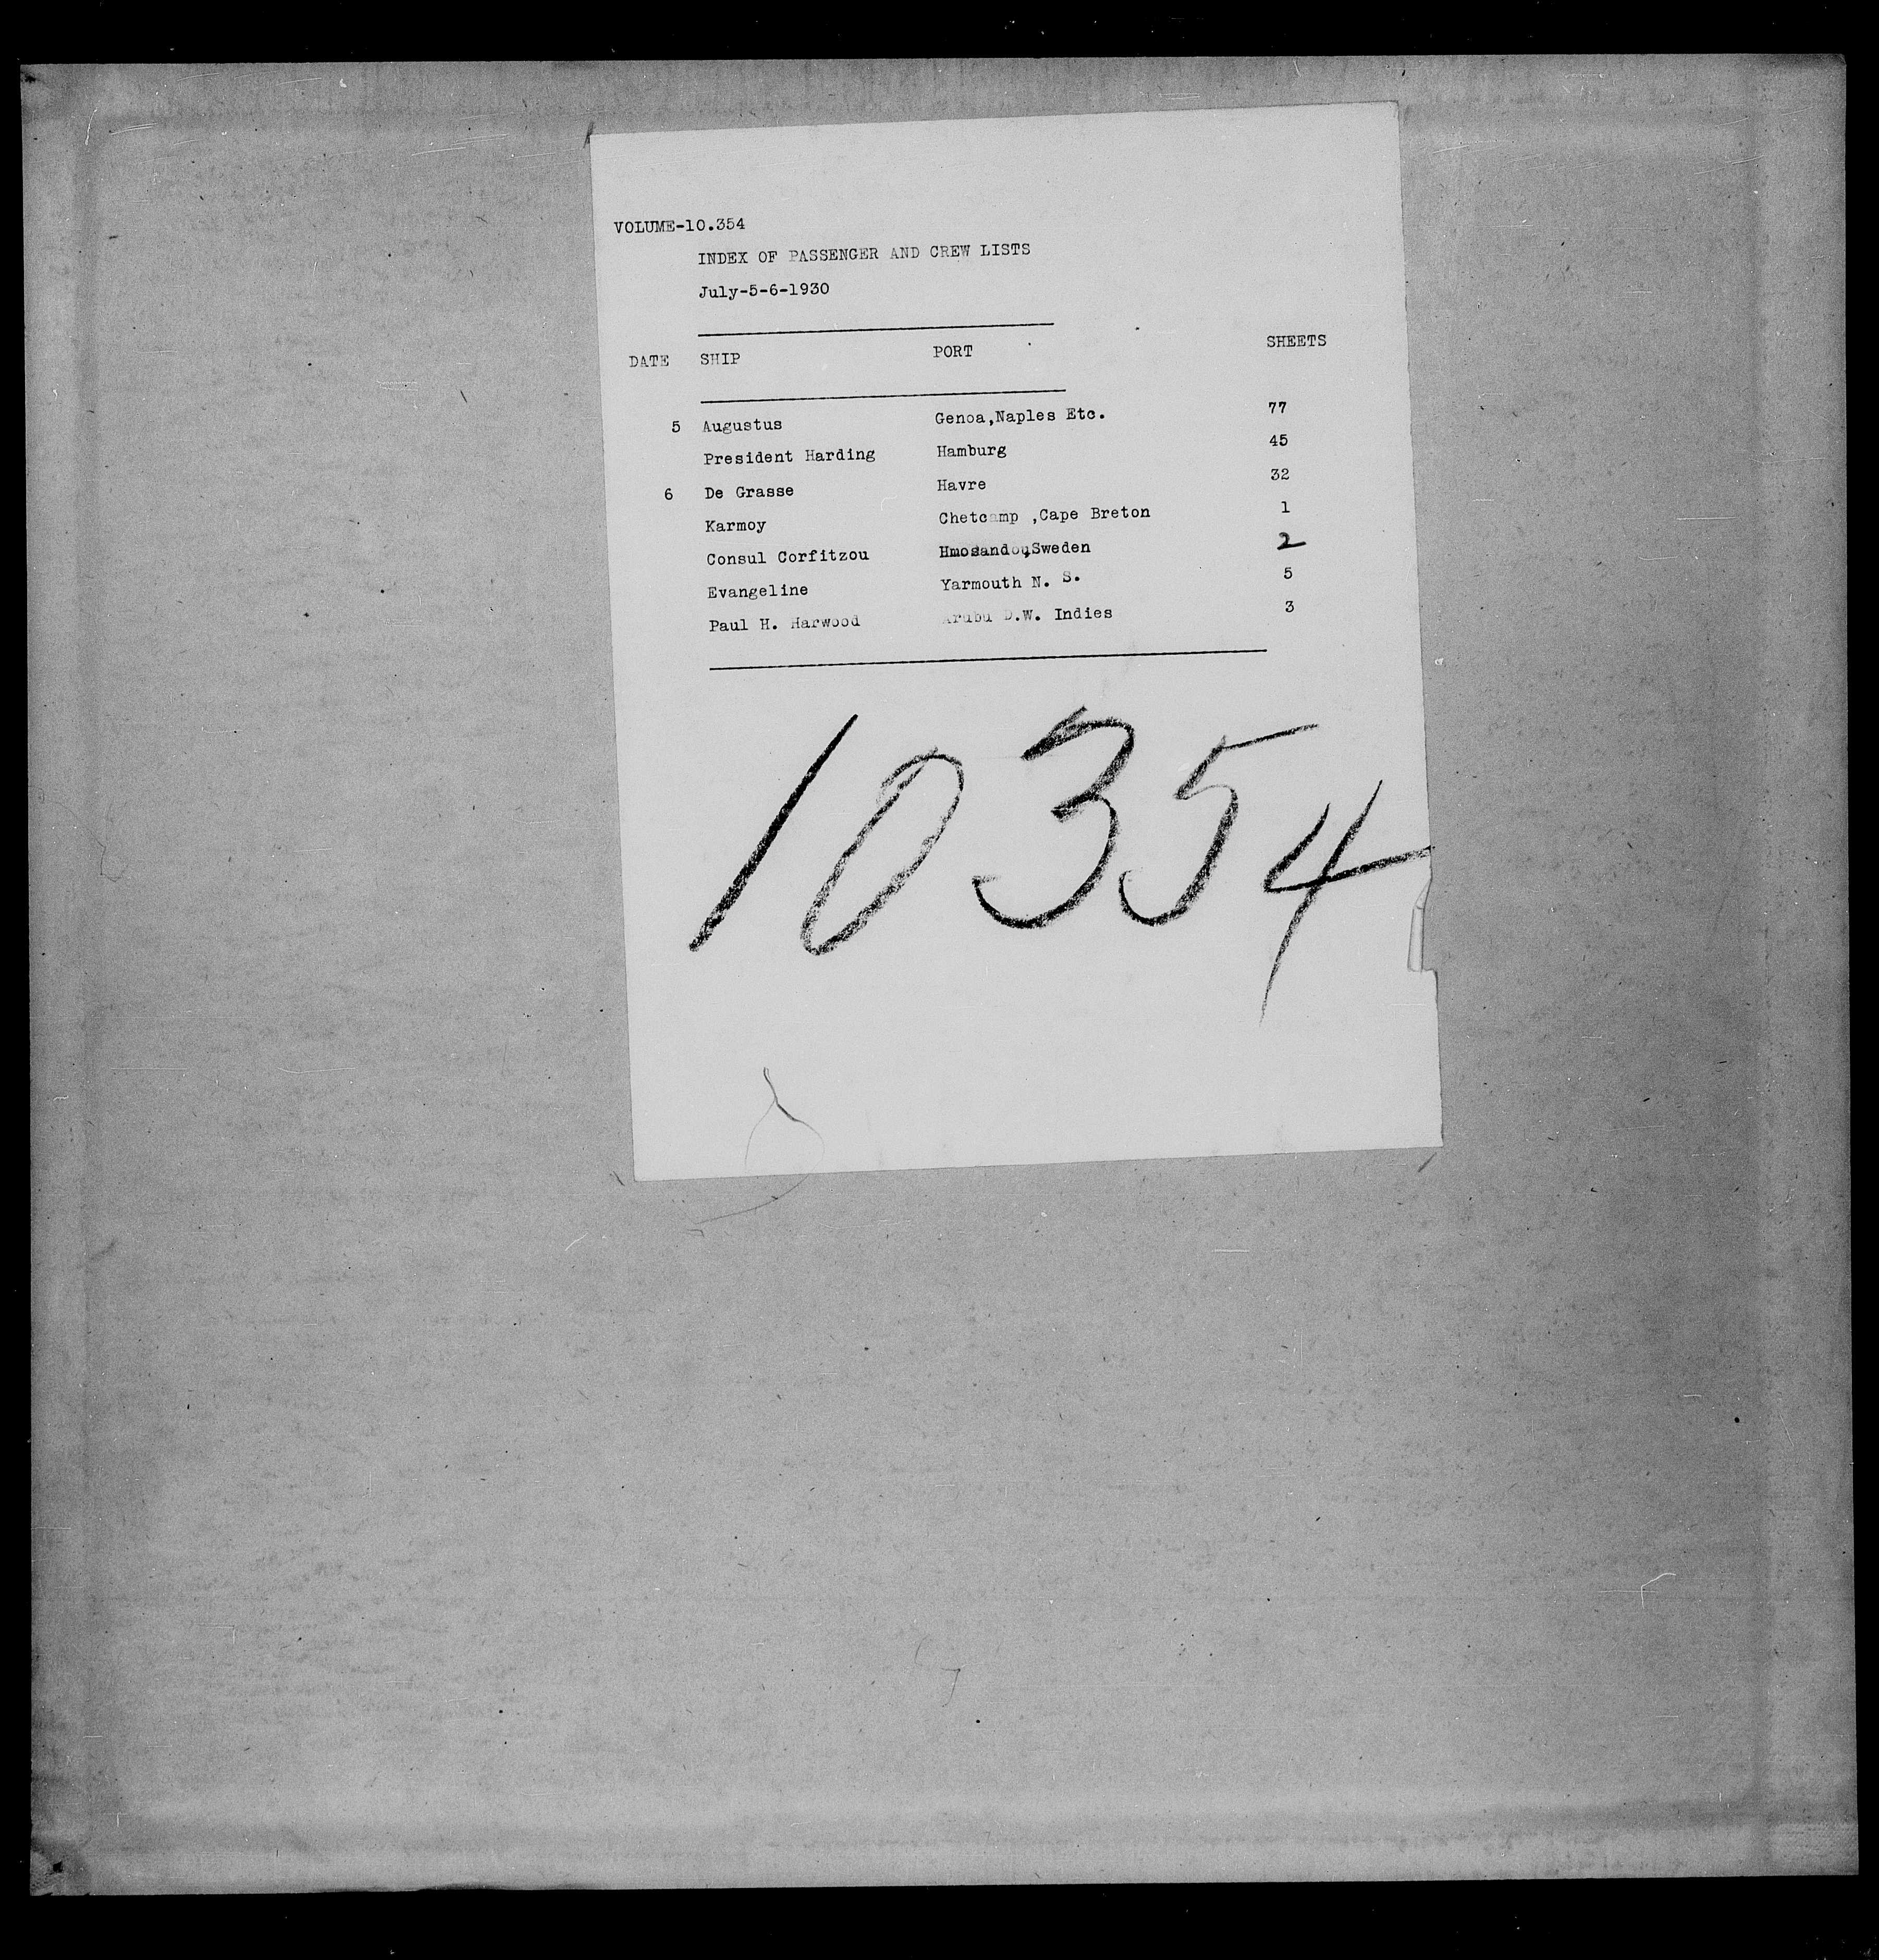 VOLUME-10.354
INDEX OF PASSENGER AND CREW LISTS
July-5-6-1930
DATE SHIP PORT SHEETS
5 Augustus Genoa,Naples Etc. 77
President Harding Hamburg 45
6 De Grasse Havre 32
Karmoy Chetcamp ,Cape Breton 1
Consul Corfitzou Sweden 2
Evangeline Yarmouth N. S. 5
Paul H. Harwood Arubu D.W. Indies 3
10354